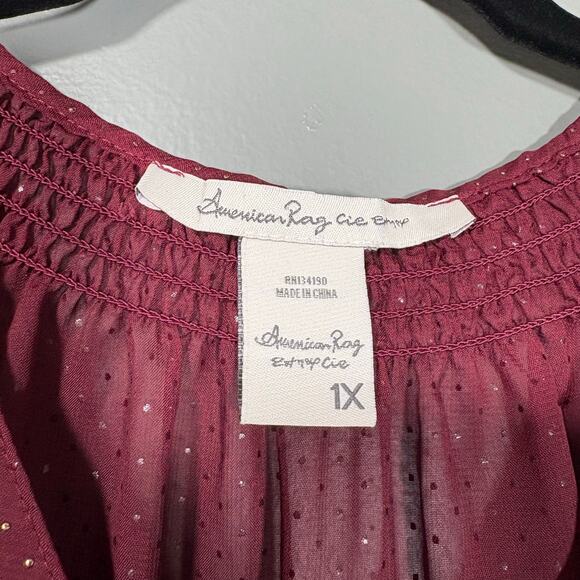 American Rag Cie
RN134190
MADE IN CHINA
American Rag
Cie
1X